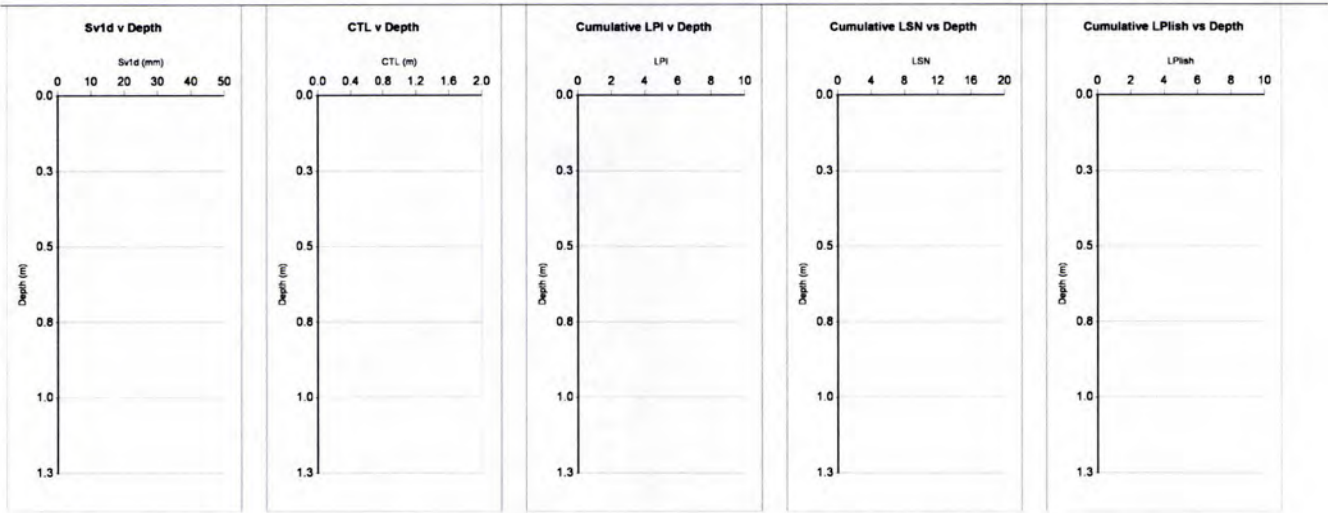 Sv1d v Depth
Sv1d (mm)
0 10 20 30 40 50
0.0
0.3
0.5
0.8
1.0
1.3
Depth (m)
CTL v Depth
CTL (m)
0.0 0.4 0.8 1.2 1.6 2.0
0.0
0.3
0.5
0.8
1.0
1.3
Depth (m)
Cumulative LPI v Depth
LPI
0 2 4 6 8 10
0.0
0.3
0.5
0.8
1.0
1.3
Depth (m)
Cumulative LSN vs Depth
LSN
0 4 8 12 16 20
0.0
0.3
0.5
0.8
1.0
1.3
Depth (m)
Cumulative LPIish vs Depth
LPIish
0 2 4 6 8 10
0.0
0.3
0.5
0.8
1.0
1.3
Depth (m)